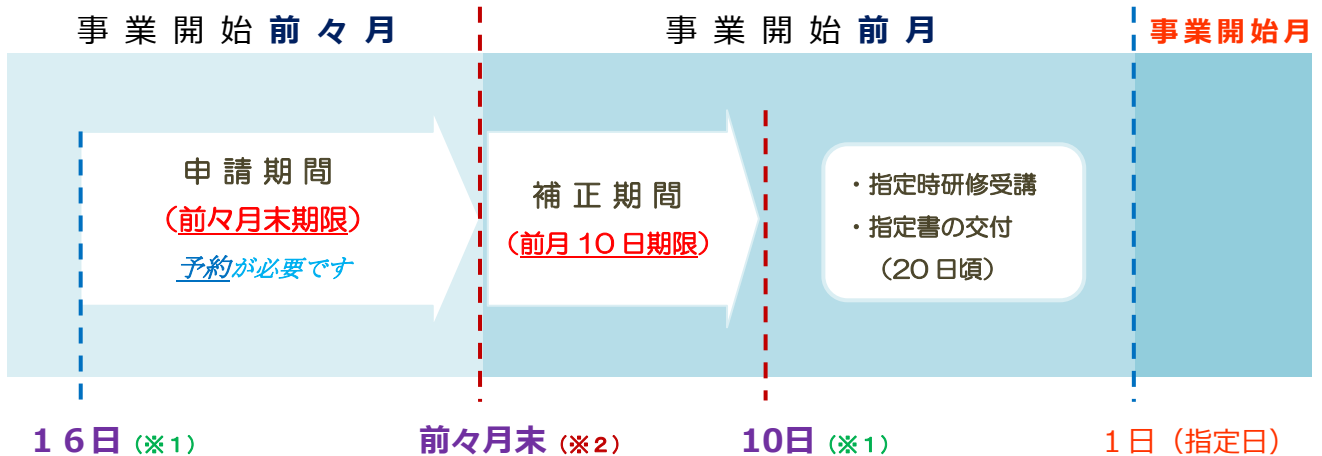 事業開始前々月
事業開始前月
事業開始月
申請期間
（前々月末期限）
予約が必要です
補正期間
（前月10日期限）
・指定時研修受講
・指定書の交付
（20日頃）
１６日（※１）
前々月末（※２）
10日（※１）
１日（指定日）